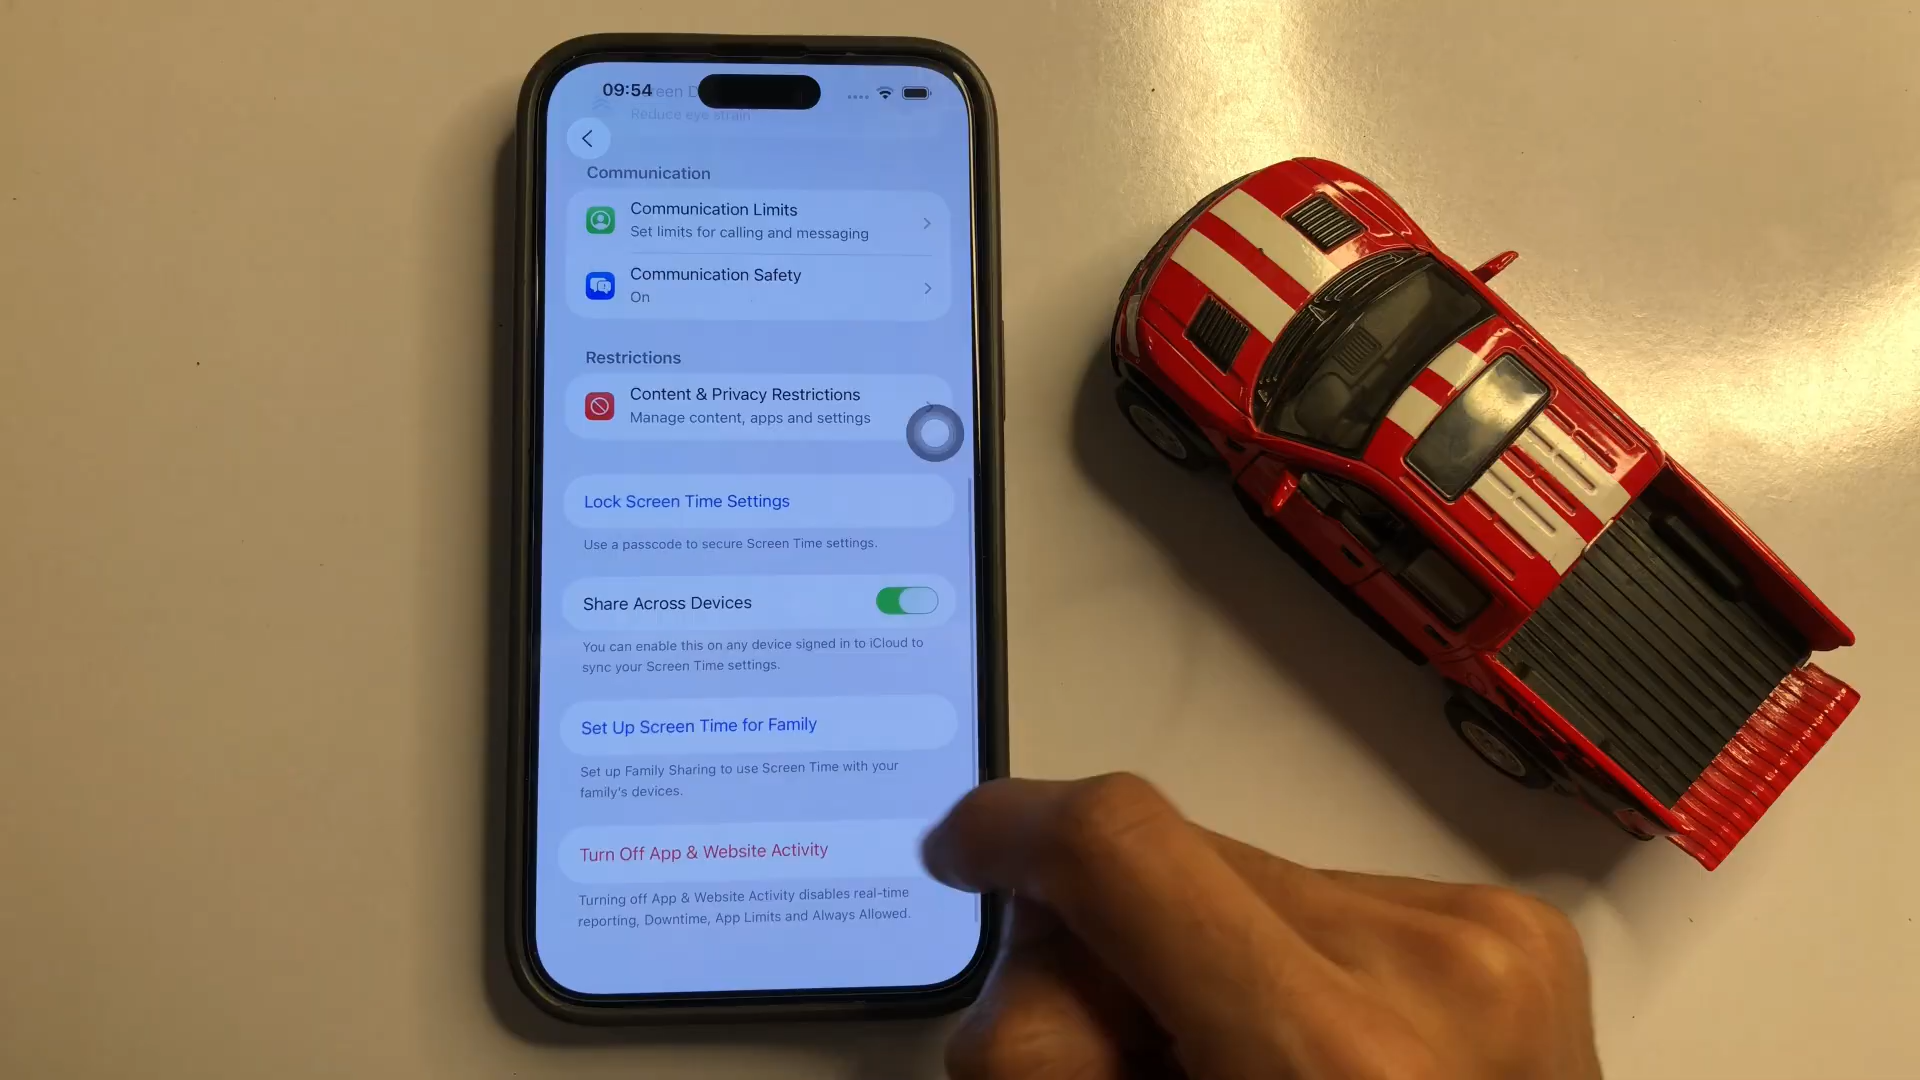 09:54
Reduce eye strain
Communication
Communication Limits
Set limits for calling and messaging
Communication Safety
On
Restrictions
Content & Privacy Restrictions
Manage content, apps and settings
Lock Screen Time Settings
Use a passcode to secure Screen Time settings.
Share Across Devices
You can enable this on any device signed in to iCloud to
sync your Screen Time settings.
Set Up Screen Time for Family
Set up Family Sharing to use Screen Time with your
family's devices.
Turn Off App & Website Activity
Turning off App & Website Activity disables real-time
reporting, Downtime, App Limits and Always Allowed.